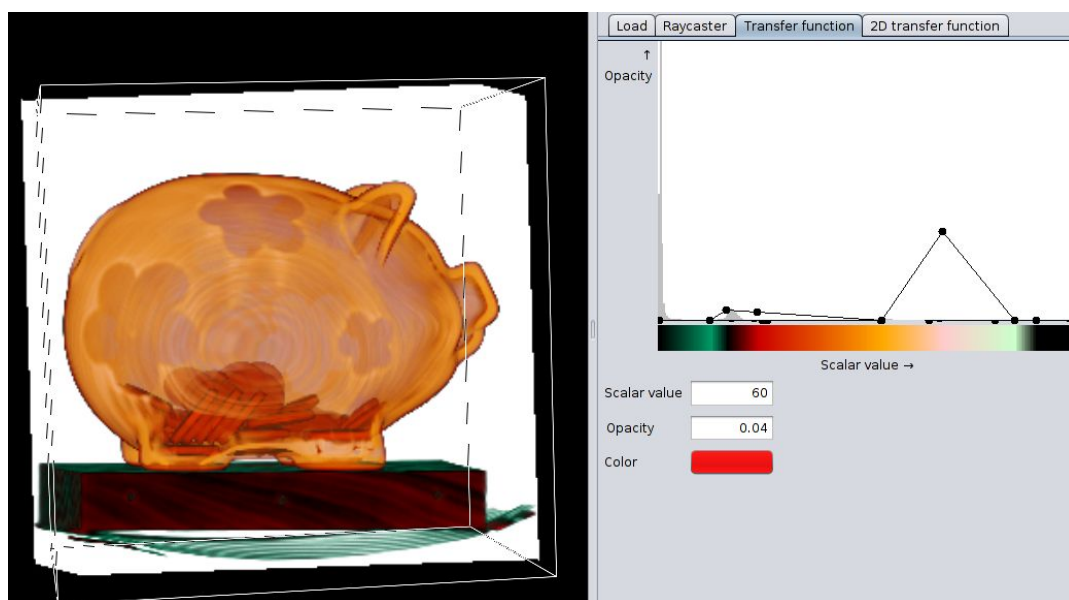 Load Raycaster Transfer function 2D transfer function
↑
Opacity
Scalar value →
Scalar value 60
Opacity 0.04
Color